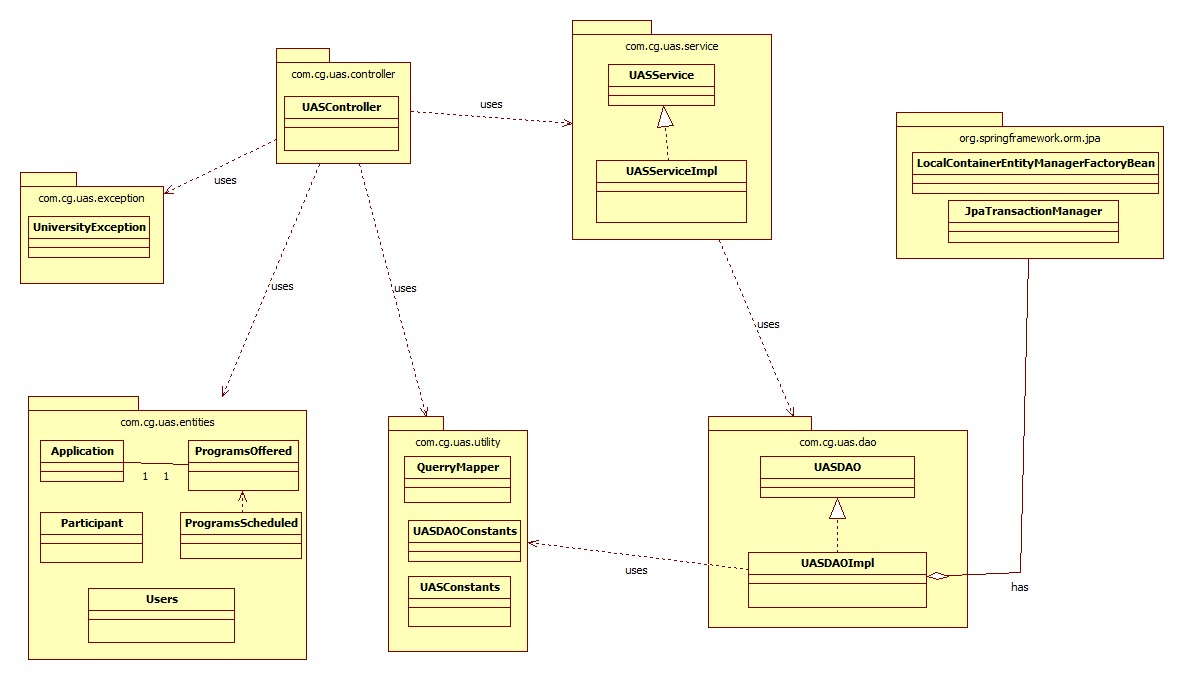 com.cg.uas.service
UASService
UASServiceImpl
com.cg.uas.controller
UASController
uses
org.springframework.orm.jpa
LocalContainerEntityManagerFactoryBean
JpaTransactionManager
com.cg.uas.exception
UniversityException
uses
uses
uses
uses
com.cg.uas.entities
Application
ProgramsOffered
1 1
Participant
ProgramsScheduled
Users
com.cg.uas.utility
QuerryMapper
UASDAOConstants
UASConstants
uses
com.cg.uas.dao
UASDAO
UASDAOImpl
has